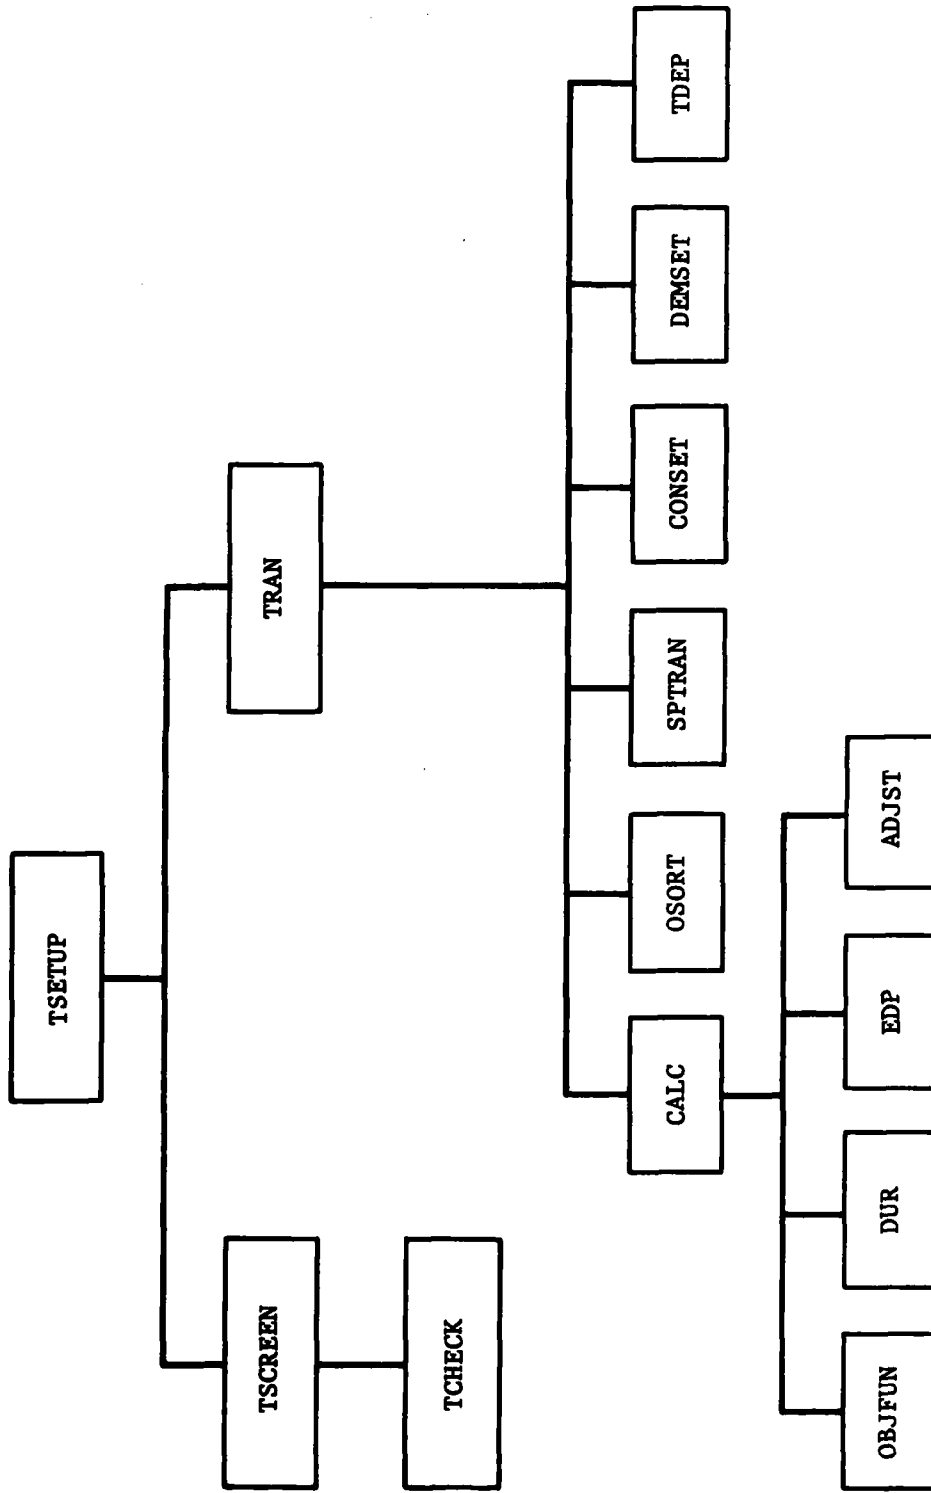 TSETUP
TSCREEN
TRAN
TCHECK
CALC
OSORT
SPTRAN
CONSET
DEMSET
TDEP
OBJFUN
DUR
EDP
ADJST